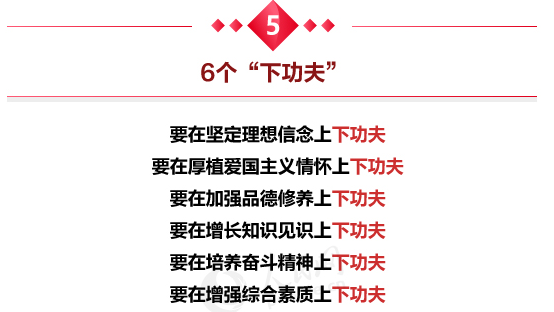 5
6个“下功夫”
要在坚定理想信念上下功夫
要在厚植爱国主义情怀上下功夫
要在加强品德修养上下功夫
要在增长知识见识上下功夫
要在培养奋斗精神上下功夫
要在增强综合素质上下功夫